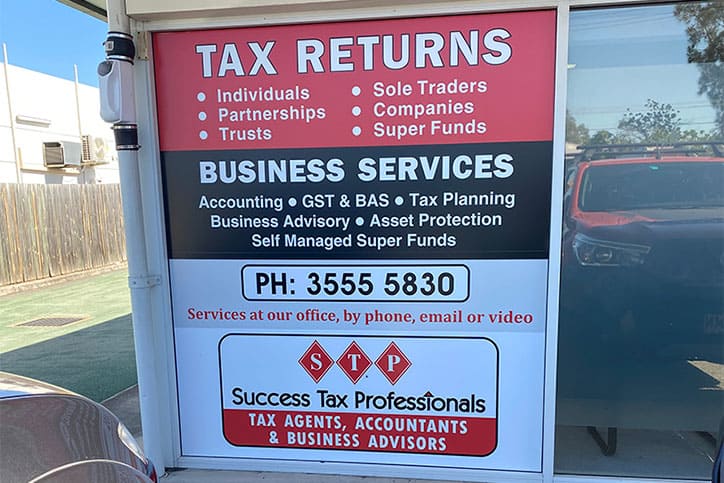 TAX RETURNS
• Individuals • Sole Traders
• Partnerships • Companies
• Trusts • Super Funds
BUSINESS SERVICES
Accounting • GST & BAS • Tax Planning
Business Advisory • Asset Protection
Self Managed Super Funds
PH: 3555 5830
Services at our office, by phone, email or video
S T P
Success Tax Professionals
TAX AGENTS, ACCOUNTANTS
& BUSINESS ADVISORS